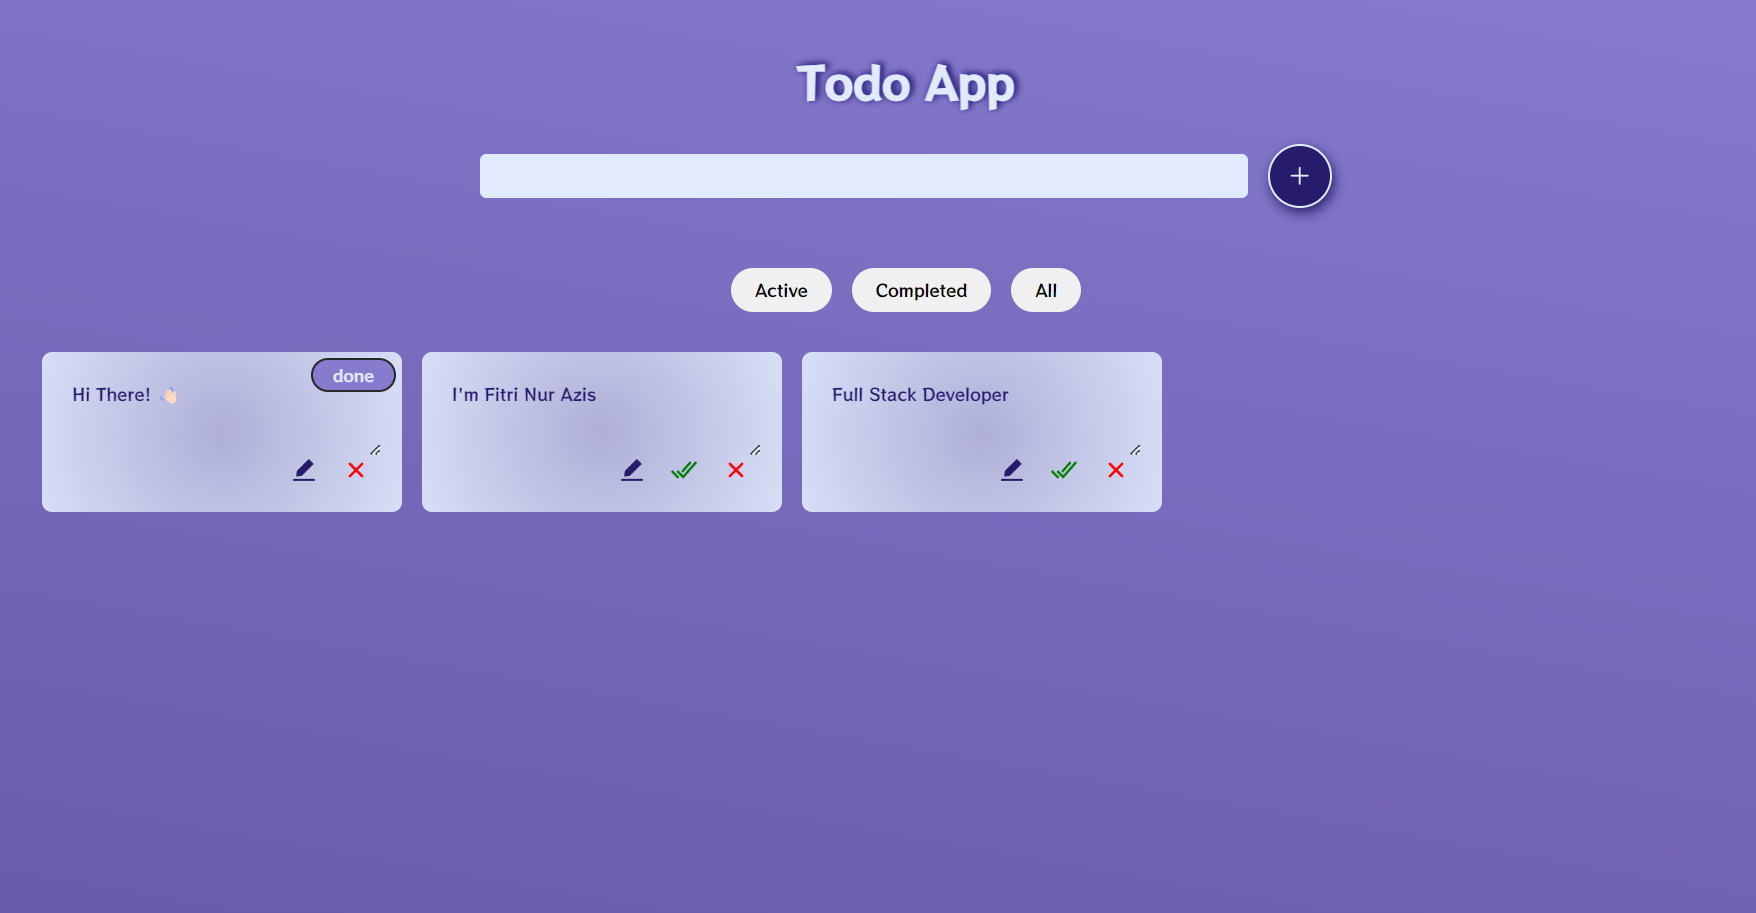 Todo App
Active
Completed
All
done
Hi There! 👋🏻
I'm Fitri Nur Azis
Full Stack Developer